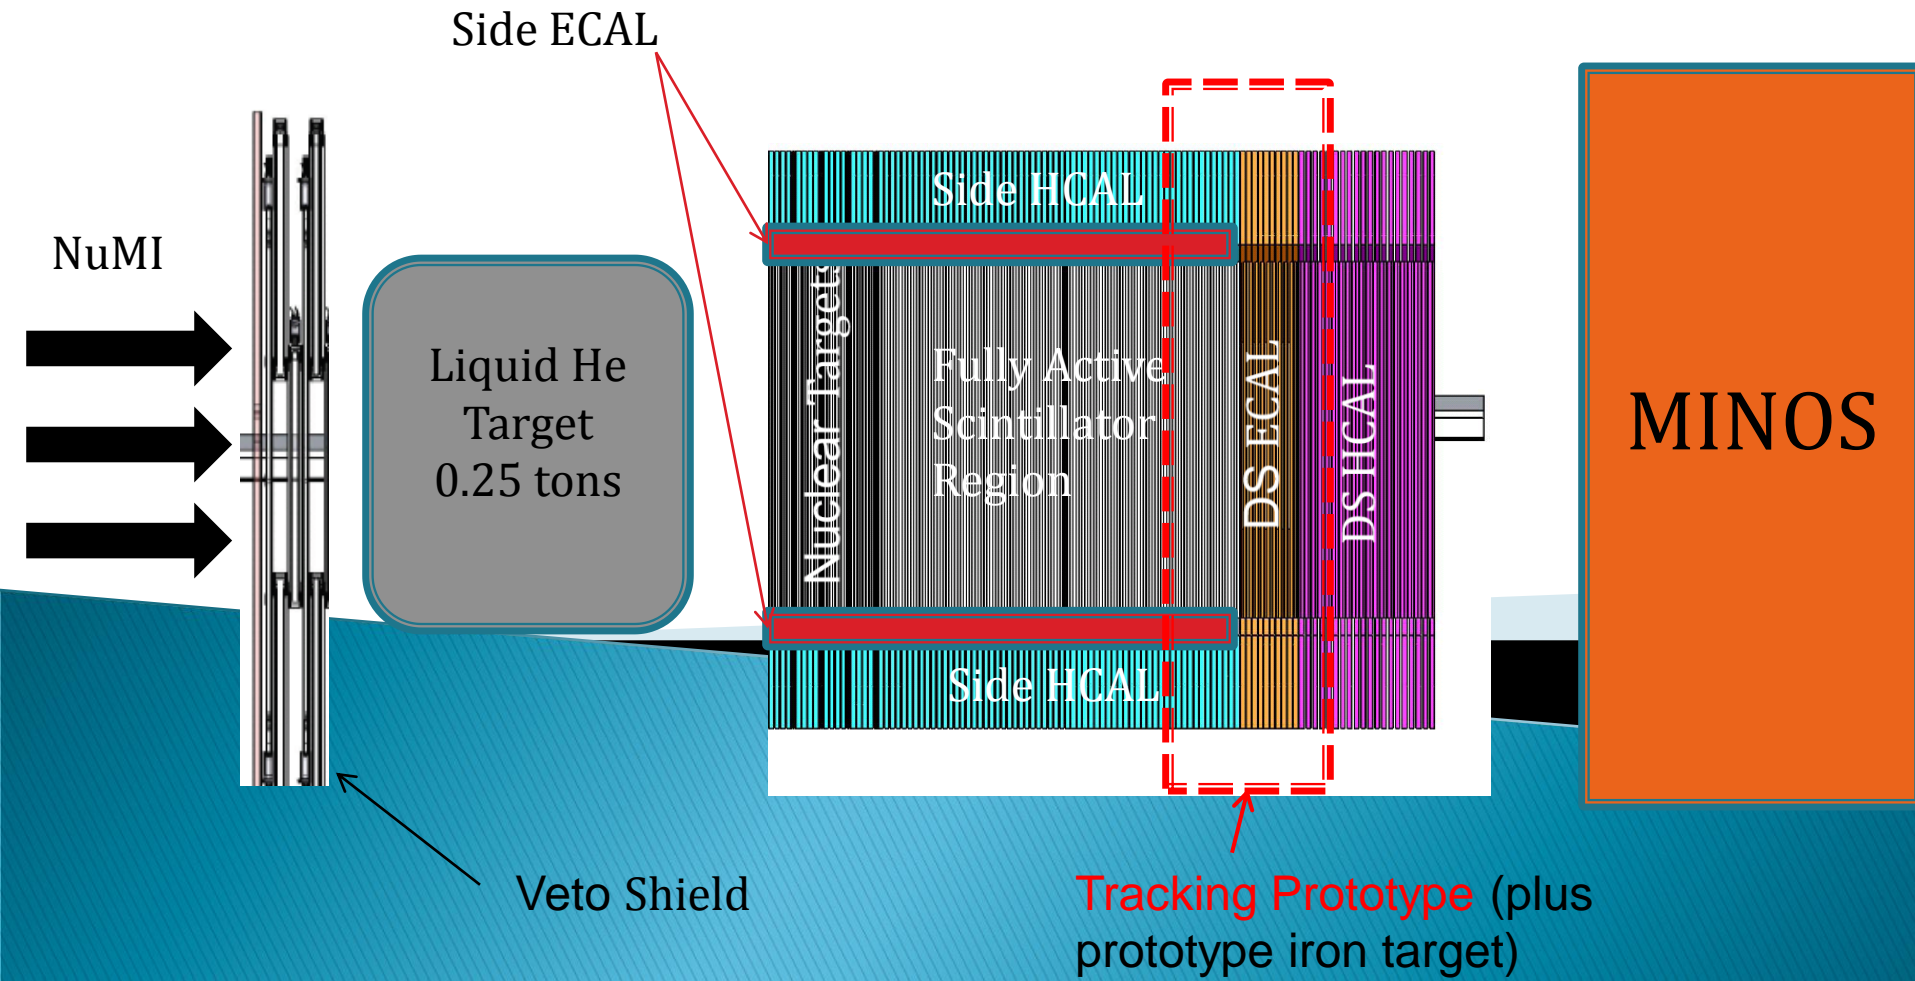 Side ECAL
Side HCAL
NuMI
Liquid He
Target
0.25 tons
Nuclear Targets
Fully Active
Scintillator
Region
DS ECAL
DS HCAL
MINOS
Side HCAL
Veto Shield
Tracking Prototype (plus
prototype iron target)